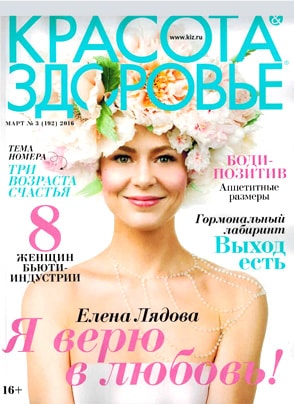 www.kiz.ru
КРАСОТА &
ЗДОРОВЬЕ®
МАРТ № 3 (192) 2016
ТЕМА
НОМЕРА
ТРИ
ВОЗРАСТА
СЧАСТЬЯ
8
ЖЕНЩИН
БЬЮТИ-
ИНДУСТРИИ
БОДИ-
ПОЗИТИВ
Аппетитные
размеры
Гормональный
лабиринт
Выход
есть
Елена Лядова
Я верю
в любовь!
16+